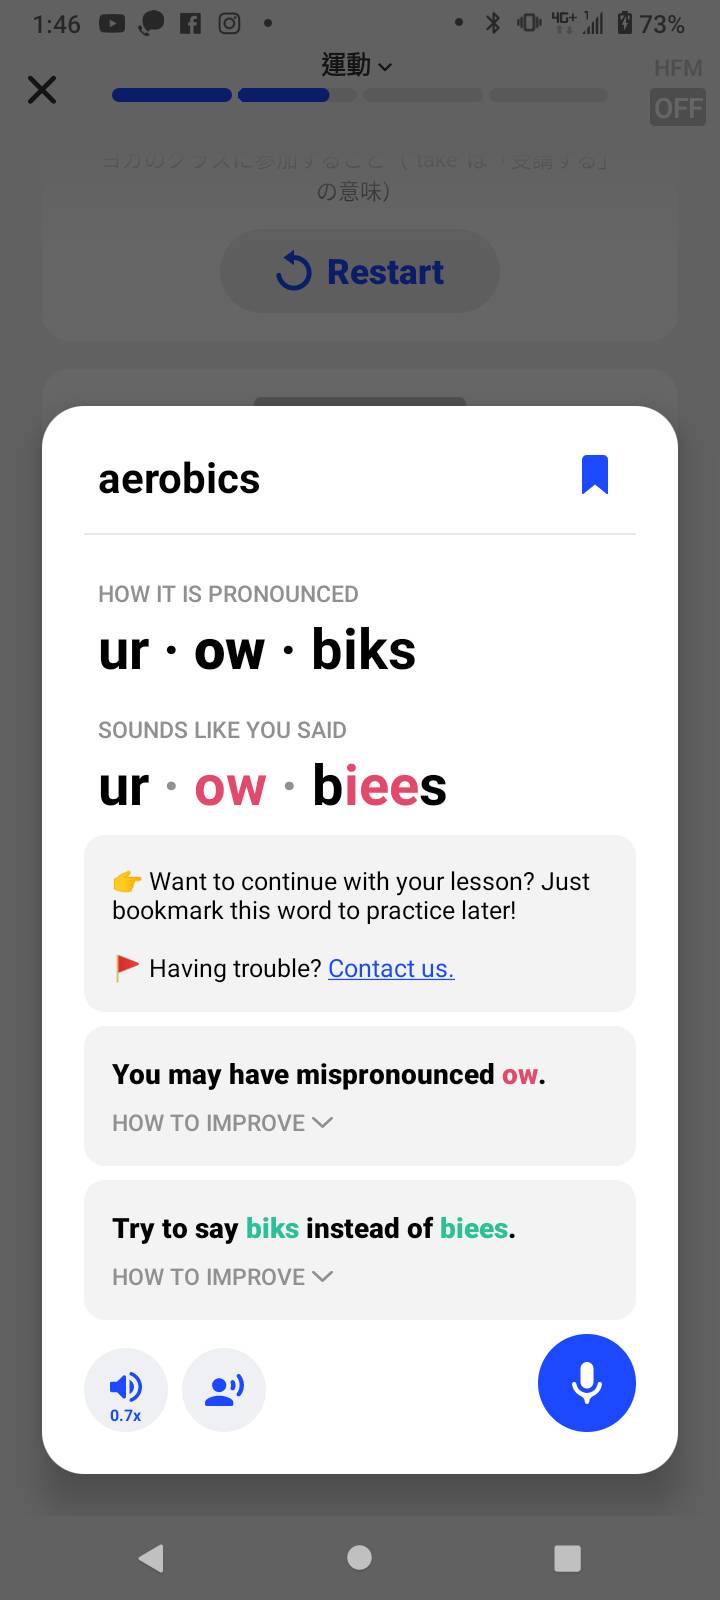 1:46
4G+ 1 73%
運動
HFM
OFF
ヨガのクラスに参加すること（"take"は「受講する」
の意味）
Restart
aerobics
HOW IT IS PRONOUNCED
ur · ow · biks
SOUNDS LIKE YOU SAID
ur · ow · biees
👉 Want to continue with your lesson? Just
bookmark this word to practice later!
🚩 Having trouble? Contact us.
You may have mispronounced ow.
HOW TO IMPROVE
Try to say biks instead of biees.
HOW TO IMPROVE
0.7x